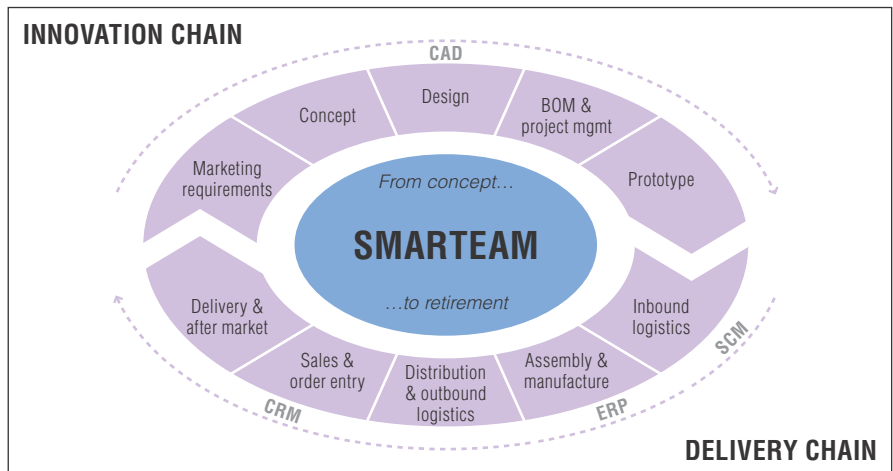 INNOVATION CHAIN
CAD
Design
Concept
BOM &
project mgmt
Marketing
requirements
Prototype
From concept…
SMARTEAM
…to retirement
Delivery &
after market
Inbound
logistics
SCM
Sales &
order entry
Distribution
& outbound
logistics
Assembly &
manufacture
CRM
ERP
DELIVERY CHAIN